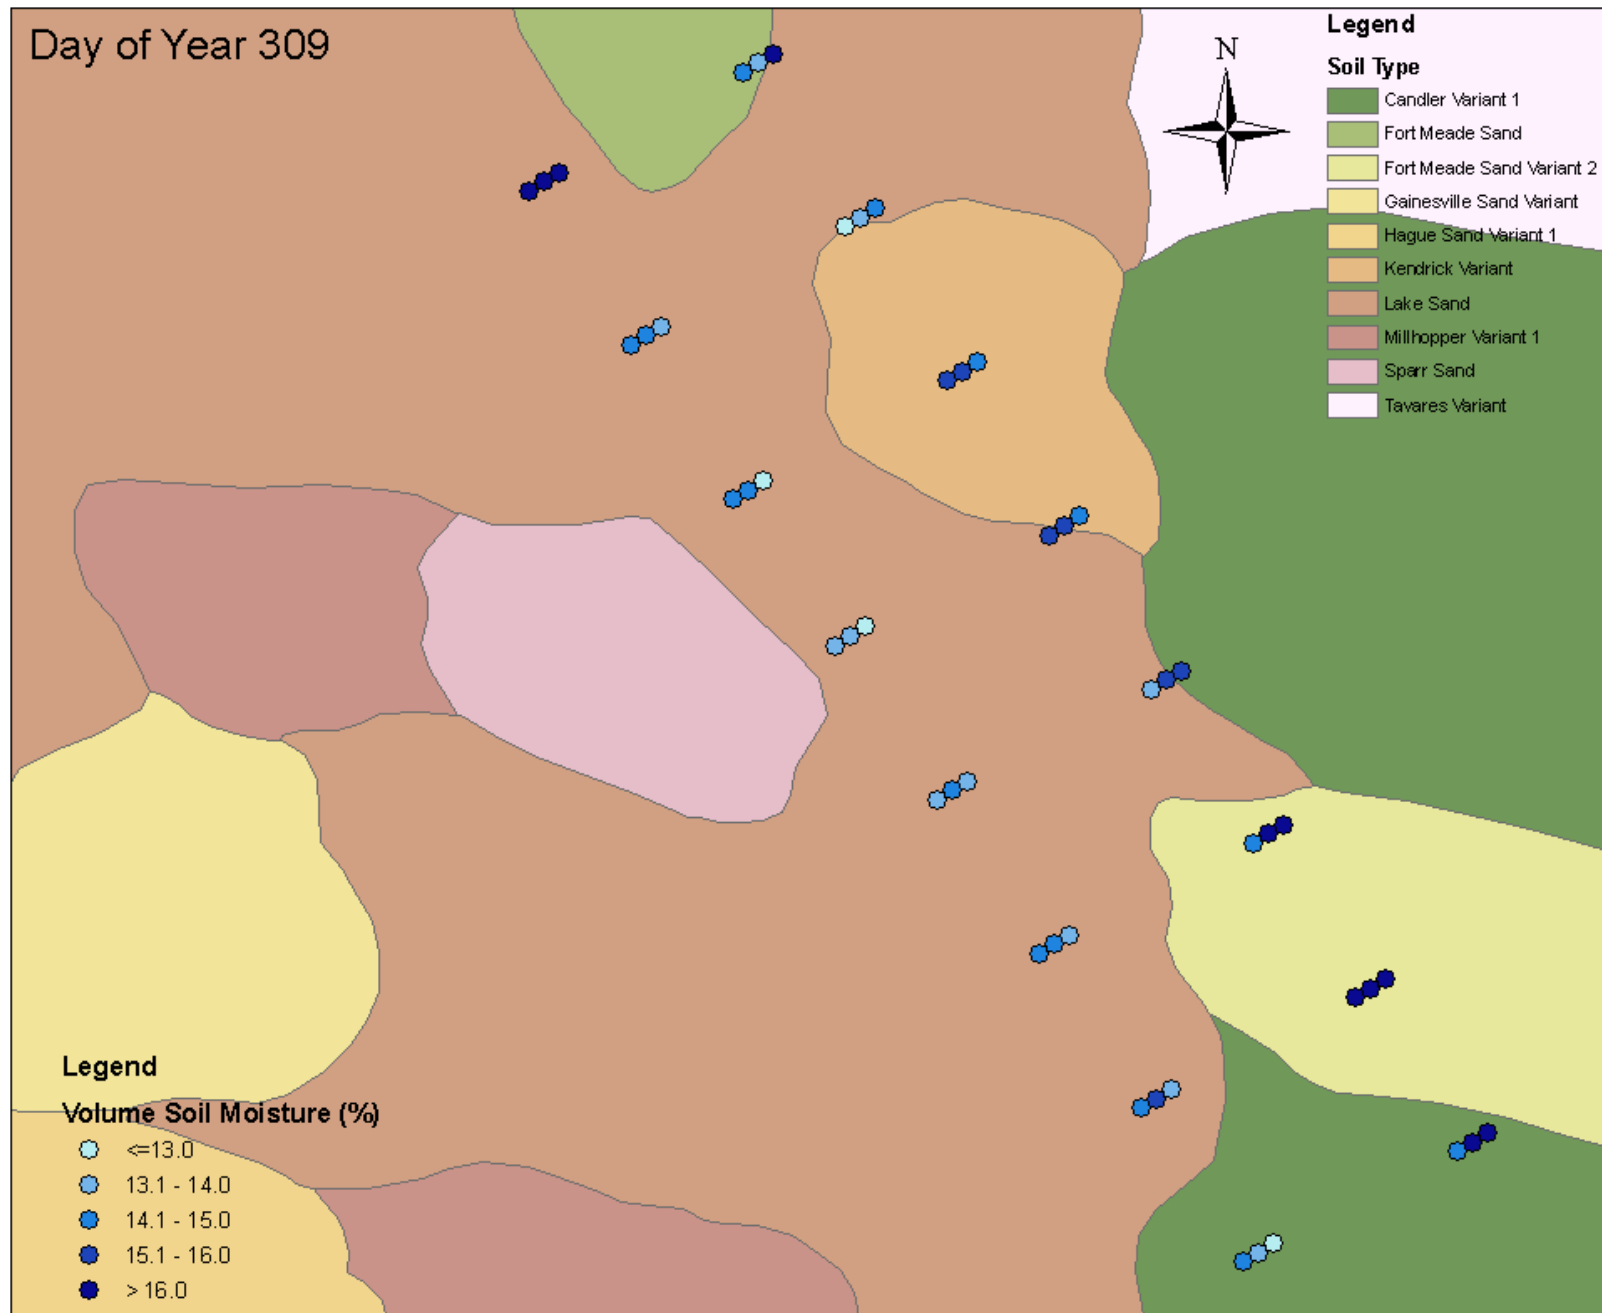 Day of Year 309
N
Legend
Soil Type
Candler Variant 1
Fort Meade Sand
Fort Meade Sand Variant 2
Gainesville Sand Variant
Hague Sand Variant 1
Kendrick Variant
Lake Sand
Millhopper Variant 1
Sparr Sand
Tavares Variant
Legend
Volume Soil Moisture (%)
<=13.0
13.1 - 14.0
14.1 - 15.0
15.1 - 16.0
> 16.0